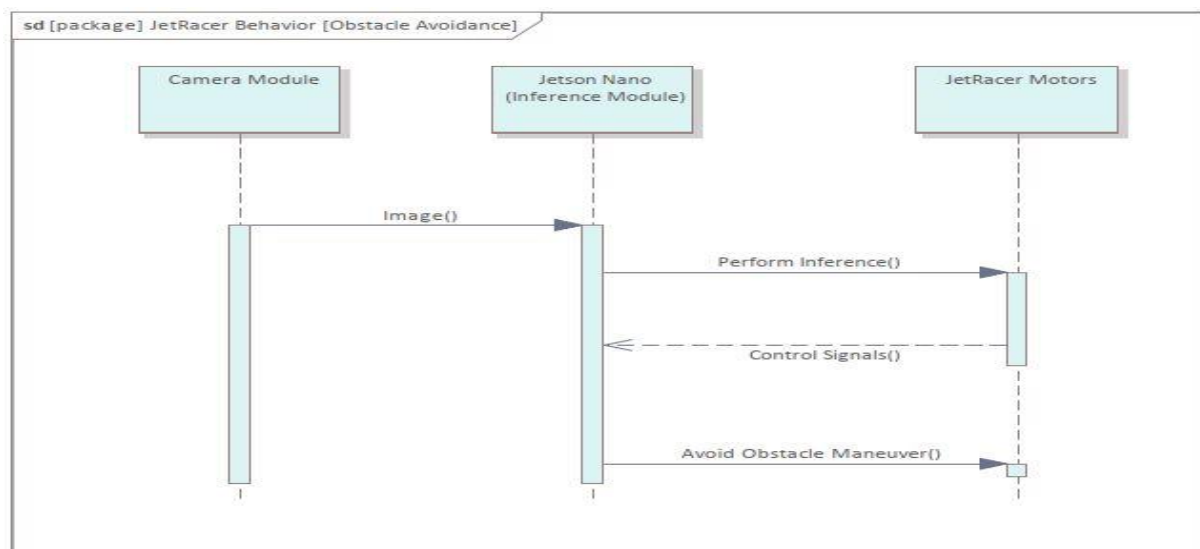 sd [package] JetRacer Behavior [Obstacle Avoidance]
Camera Module
Jetson Nano
(Inference Module)
JetRacer Motors
Image()
Perform Inference()
Control Signals()
Avoid Obstacle Maneuver()